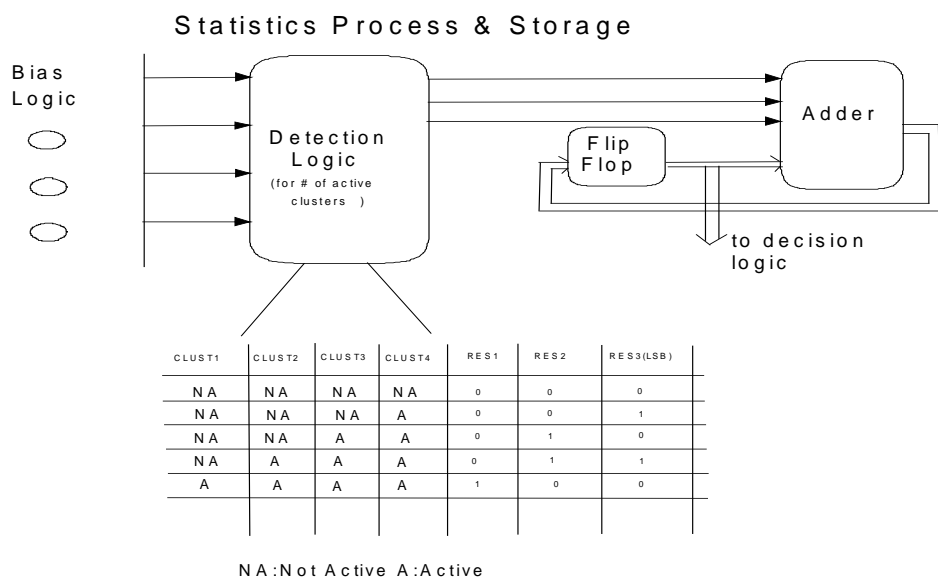 Statistics Process & Storage
Bias
Logic
Detection
Logic
(for # of active
clusters )
Flip
Flop
Adder
to decision
logic
CLUST1 CLUST2 CLUST3 CLUST4 RES1 RES2 RES3(LSB)
NA NA NA NA 0 0 0
NA NA NA A 0 0 1
NA NA A A 0 1 0
NA A A A 0 1 1
A A A A 1 0 0
NA:Not Active A:Active